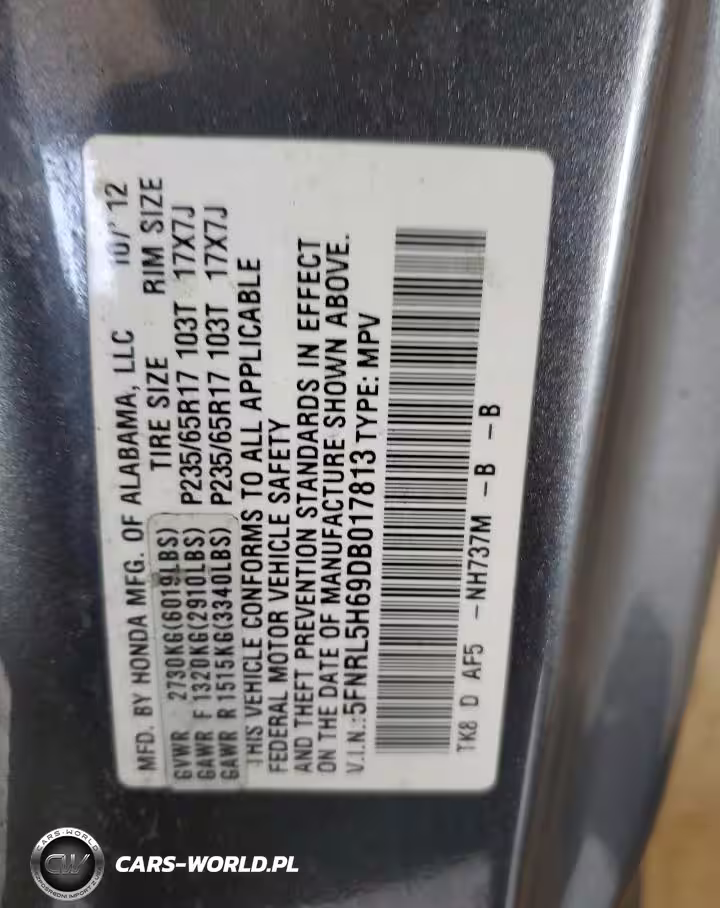 MFD. BY HONDA MFG. OF ALABAMA, LLC 10/ 12
TIRE SIZE RIM SIZE
GVWR 2730KG(6019LBS)
GAWR F 1320KG(2910LBS) P235/65R17 103T 17X7J
GAWR R 1515KG(3340LBS) P235/65R17 103T 17X7J
THIS VEHICLE CONFORMS TO ALL APPLICABLE
FEDERAL MOTOR VEHICLE SAFETY
AND THEFT PREVENTION STANDARDS IN EFFECT
ON THE DATE OF MANUFACTURE SHOWN ABOVE.
V.I.N.:5FNRL5H69DB017813 TYPE: MPV
TK8 D AF5 -NH737M -B -B
CARS-WORLD
CW
CARS-WORLD.PL